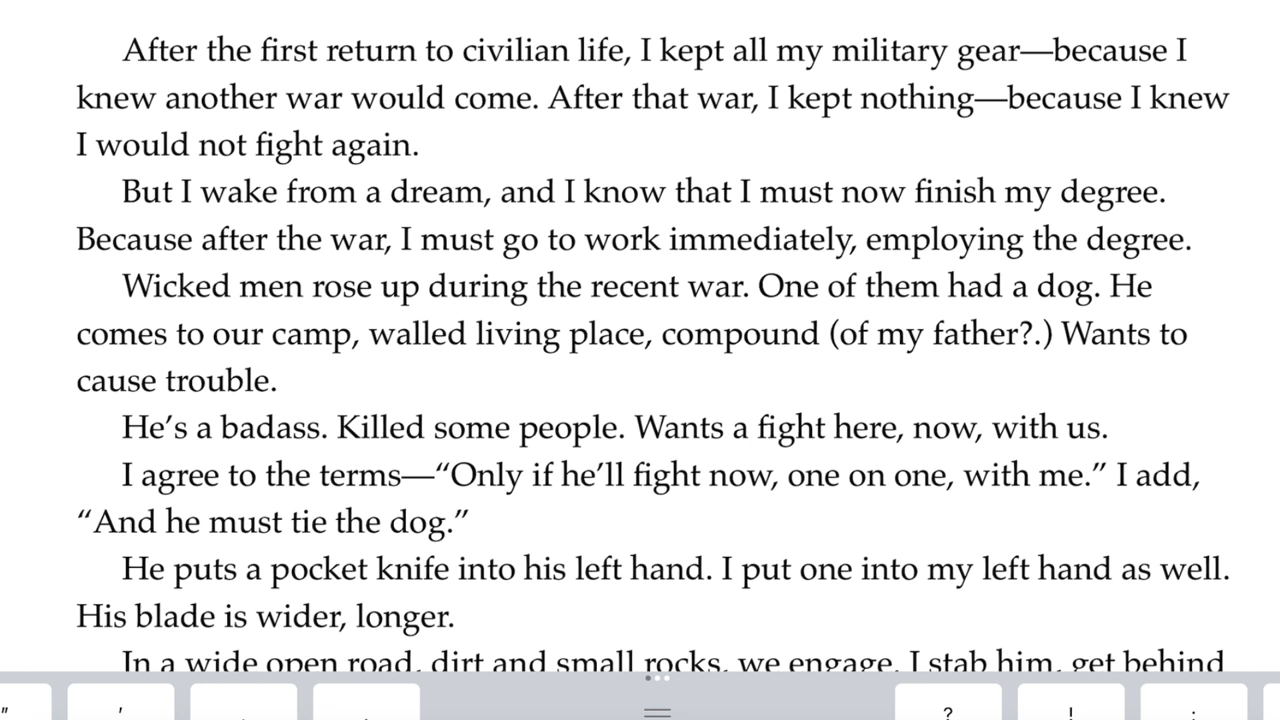 After the first return to civilian life, I kept all my military gear—because I
knew another war would come. After that war, I kept nothing—because I knew
I would not fight again.
But I wake from a dream, and I know that I must now finish my degree.
Because after the war, I must go to work immediately, employing the degree.
Wicked men rose up during the recent war. One of them had a dog. He
comes to our camp, walled living place, compound (of my father?.) Wants to
cause trouble.
He’s a badass. Killed some people. Wants a fight here, now, with us.
I agree to the terms—“Only if he’ll fight now, one on one, with me.” I add,
“And he must tie the dog.”
He puts a pocket knife into his left hand. I put one into my left hand as well.
His blade is wider, longer.
In a wide open road, dirt and small rocks, we engage. I stab him, get behind
" ' ? !